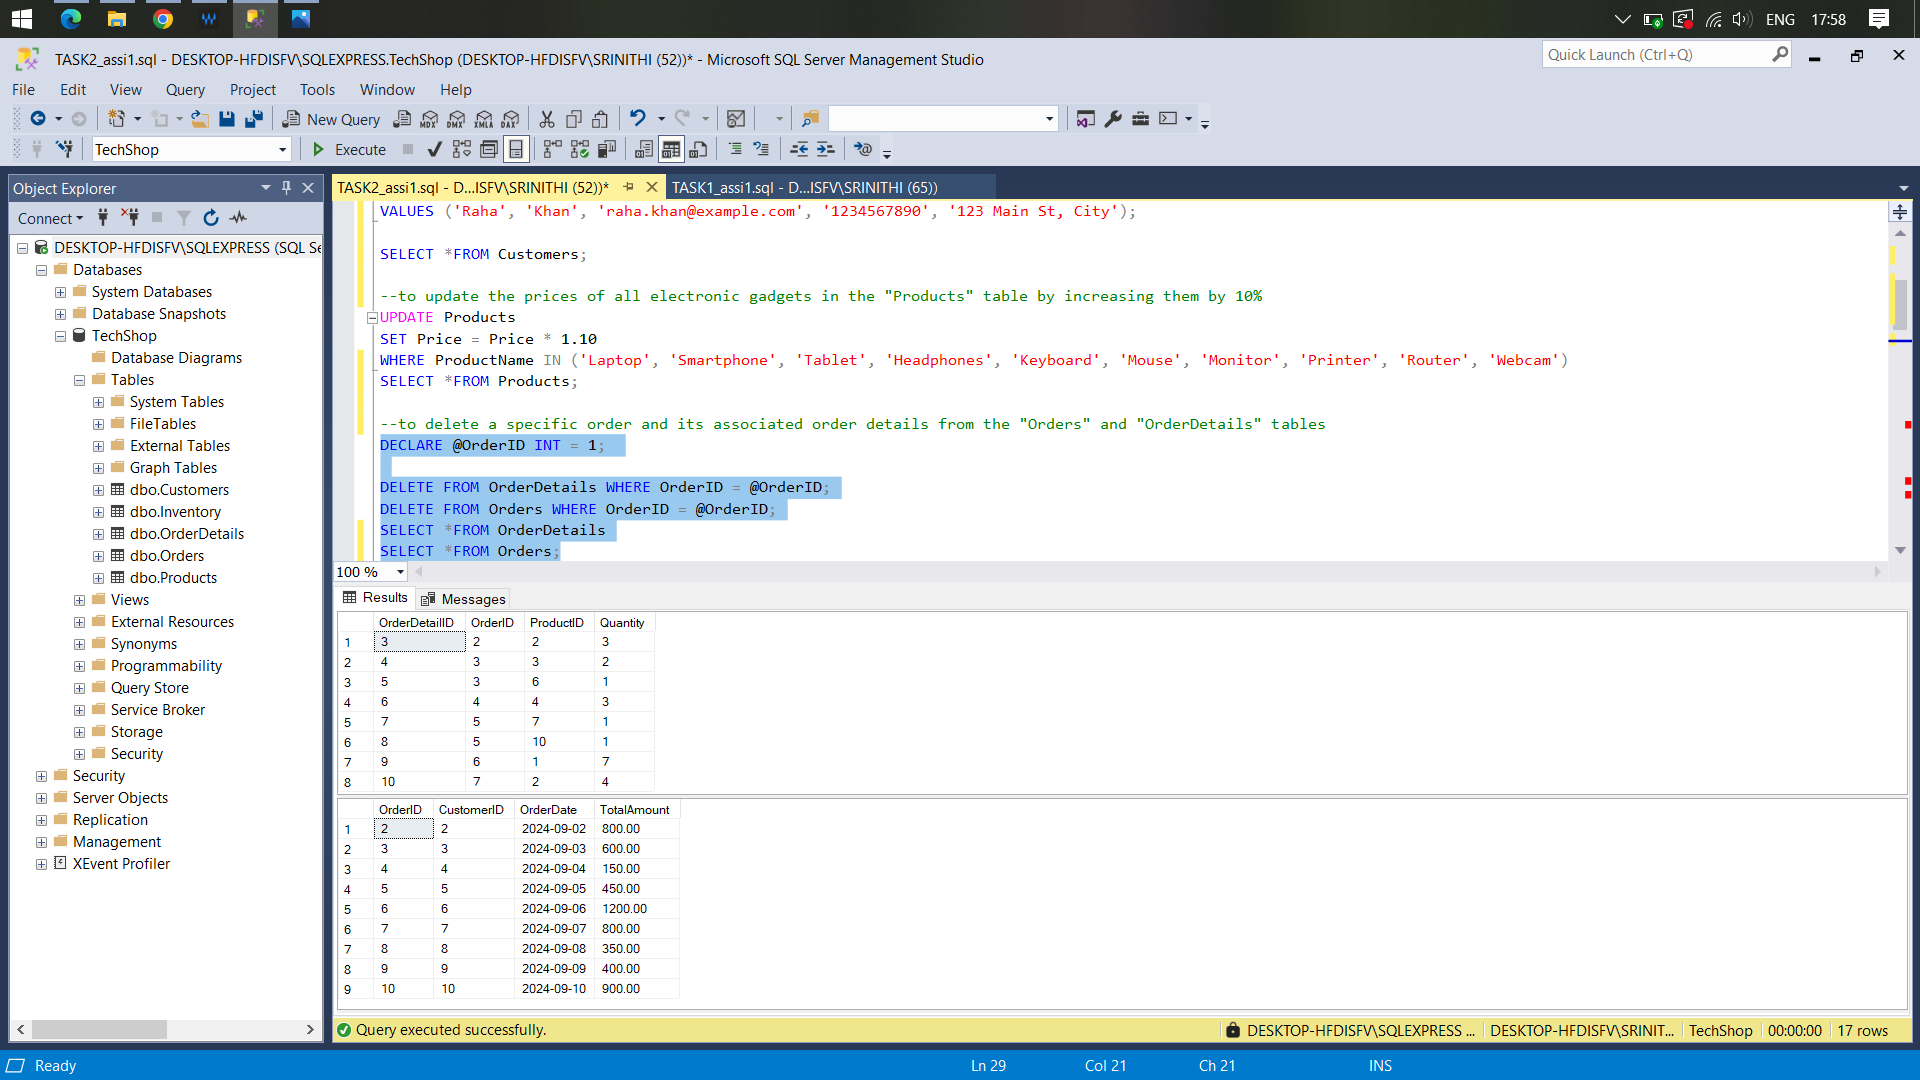 ENG 17:58
TASK2_assi1.sql - DESKTOP-HFDISFV\SQLEXPRESS.TechShop (DESKTOP-HFDISFV\SRINITHI (52))* - Microsoft SQL Server Management Studio
Quick Launch (Ctrl+Q)
File Edit View Query Project Tools Window Help
New Query MDX DMX XMLA DAX
TechShop Execute
Object Explorer
TASK2_assi1.sql - D...ISFV\SRINITHI (52))* TASK1_assi1.sql - D...ISFV\SRINITHI (65))
Connect
DESKTOP-HFDISFV\SQLEXPRESS (SQL Se
Databases
System Databases
Database Snapshots
TechShop
Database Diagrams
Tables
System Tables
FileTables
External Tables
Graph Tables
dbo.Customers
dbo.Inventory
dbo.OrderDetails
dbo.Orders
dbo.Products
Views
External Resources
Synonyms
Programmability
Query Store
Service Broker
Storage
Security
Security
Server Objects
Replication
Management
XEvent Profiler
VALUES ('Raha', 'Khan', 'raha.khan@example.com', '1234567890', '123 Main St, City');
SELECT *FROM Customers;
--to update the prices of all electronic gadgets in the "Products" table by increasing them by 10%
UPDATE Products
SET Price = Price * 1.10
WHERE ProductName IN ('Laptop', 'Smartphone', 'Tablet', 'Headphones', 'Keyboard', 'Mouse', 'Monitor', 'Printer', 'Router', 'Webcam')
SELECT *FROM Products;
--to delete a specific order and its associated order details from the "Orders" and "OrderDetails" tables
DECLARE @OrderID INT = 1;
DELETE FROM OrderDetails WHERE OrderID = @OrderID;
DELETE FROM Orders WHERE OrderID = @OrderID;
SELECT *FROM OrderDetails
SELECT *FROM Orders;
100 %
Results Messages
OrderDetailID OrderID ProductID Quantity
1 3 2 2 3
2 4 3 3 2
3 5 3 6 1
4 6 4 4 3
5 7 5 7 1
6 8 5 10 1
7 9 6 1 7
8 10 7 2 4
OrderID CustomerID OrderDate TotalAmount
1 2 2 2024-09-02 800.00
2 3 3 2024-09-03 600.00
3 4 4 2024-09-04 150.00
4 5 5 2024-09-05 450.00
5 6 6 2024-09-06 1200.00
6 7 7 2024-09-07 800.00
7 8 8 2024-09-08 350.00
8 9 9 2024-09-09 400.00
9 10 10 2024-09-10 900.00
Query executed successfully. DESKTOP-HFDISFV\SQLEXPRESS ... DESKTOP-HFDISFV\SRINIT... TechShop 00:00:00 17 rows
Ready Ln 29 Col 21 Ch 21 INS